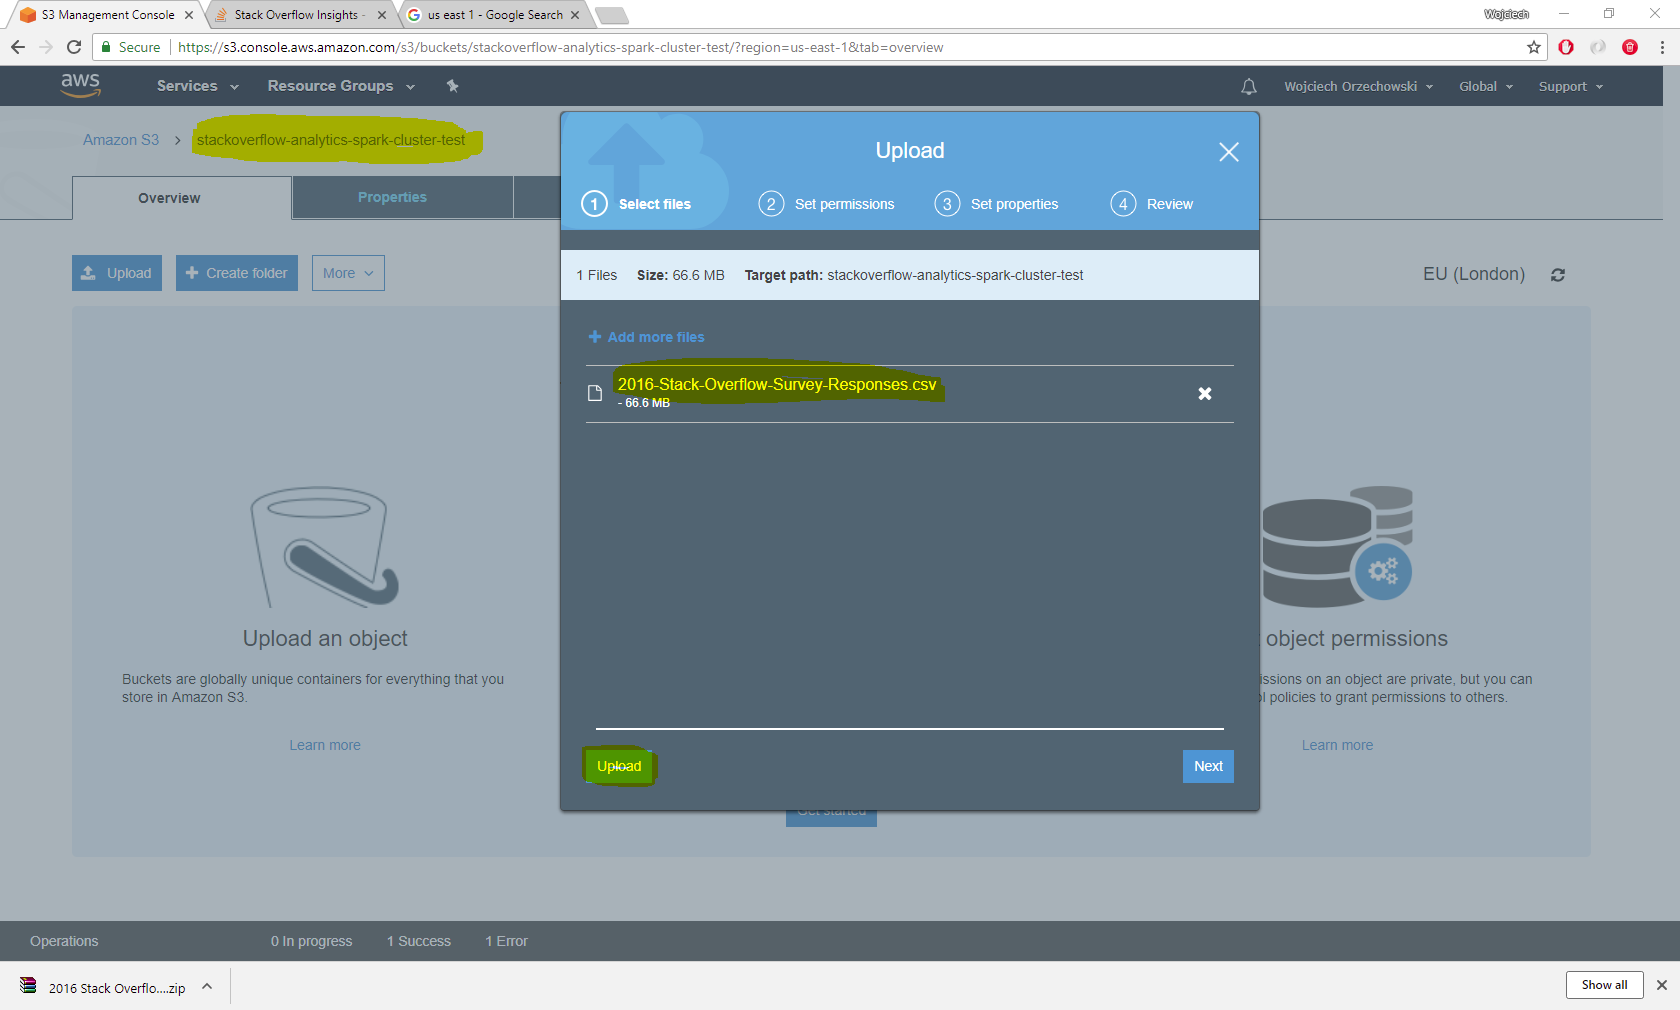 S3 Management Console
Stack Overflow Insights -
us east 1 - Google Search
Wojciech
Secure
https://s3.console.aws.amazon.com/s3/buckets/stackoverflow-analytics-spark-cluster-test/?region=us-east-1&tab=overview
aws
Services
Resource Groups
Wojciech Orzechowski
Global
Support
Amazon S3
stackoverflow-analytics-spark-cluster-test
Overview
Properties
Upload
Create folder
More
EU (London)
Upload
1 Select files
2 Set permissions
3 Set properties
4 Review
1 Files Size: 66.6 MB Target path: stackoverflow-analytics-spark-cluster-test
Add more files
2016-Stack-Overflow-Survey-Responses.csv
- 66.6 MB
Upload
Next
Upload an object
Buckets are globally unique containers for everything that you
store in Amazon S3.
Learn more
object permissions
issions on an object are private, but you can
ol policies to grant permissions to others.
Learn more
Get started
Operations
0 In progress
1 Success
1 Error
2016 Stack Overflo....zip
Show all